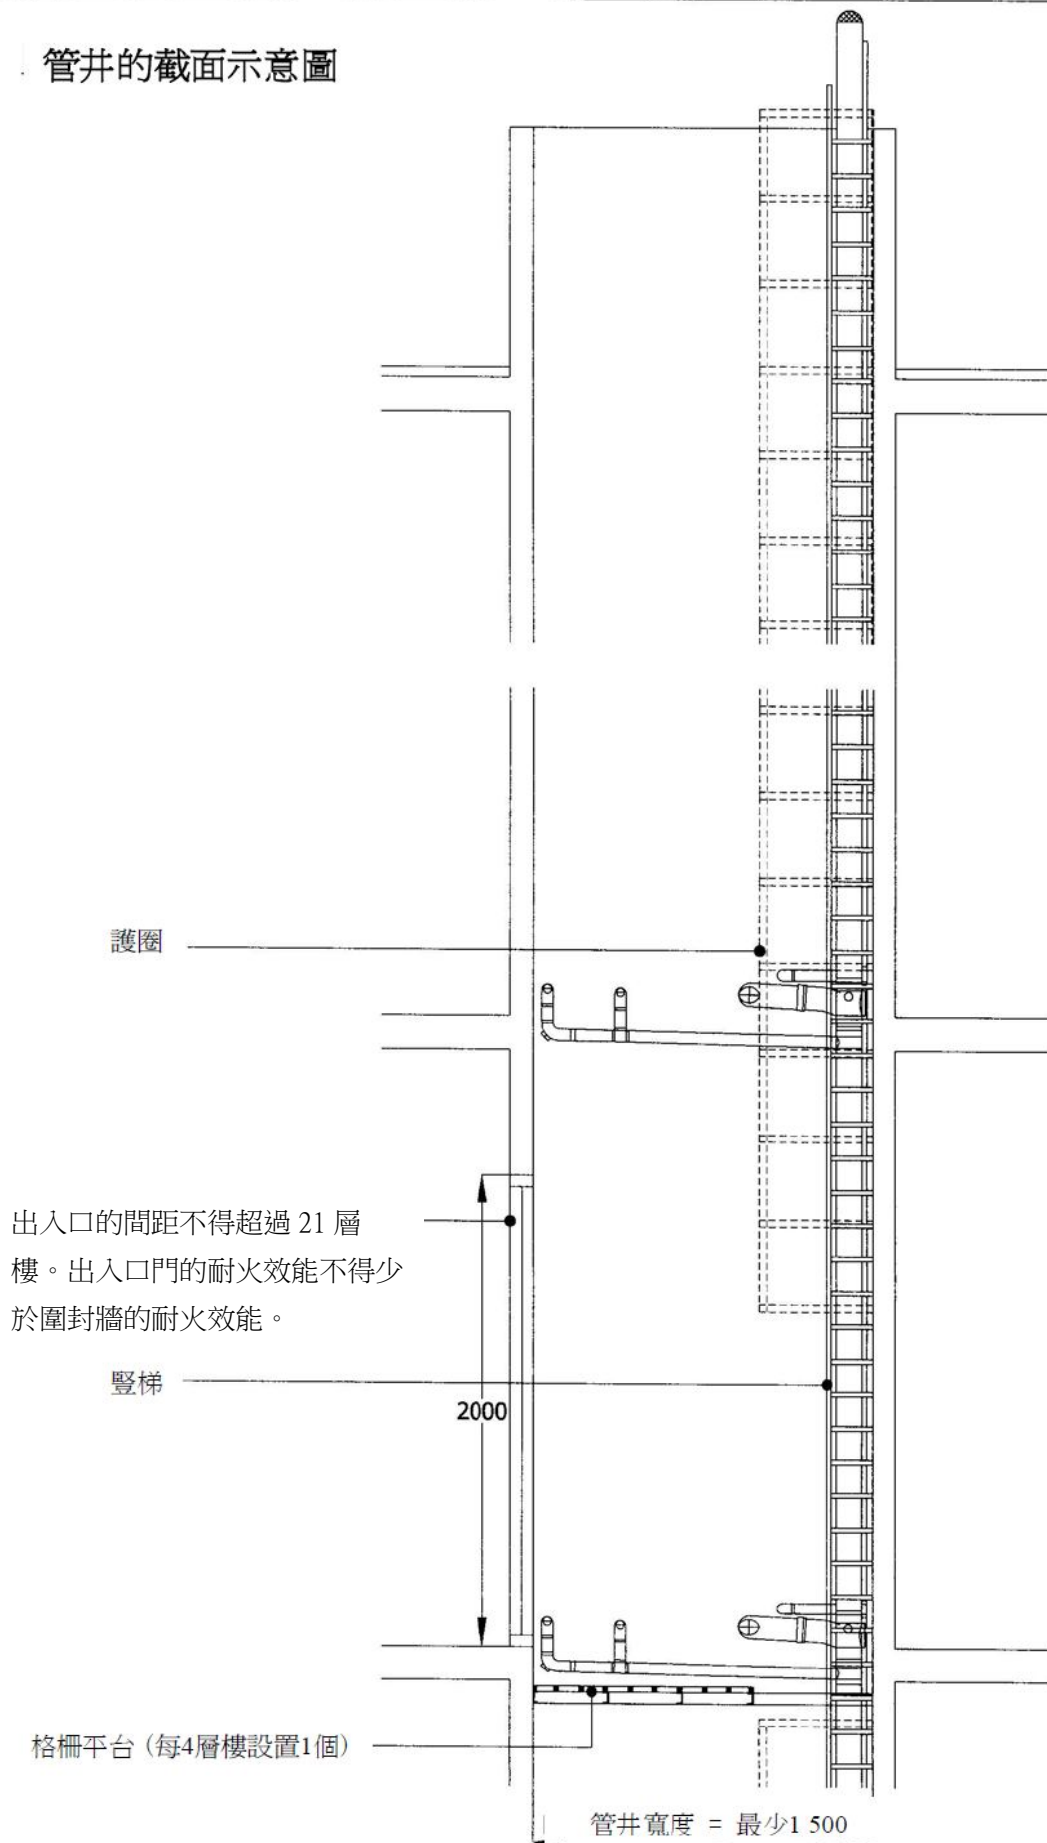 管井的截面示意圖
護圈
出入口的間距不得超過 21 層
樓。出入口門的耐火效能不得少
於圍封牆的耐火效能。
豎梯
2000
格柵平台（每4層樓設置1個）
管井寬度 = 最少1 500